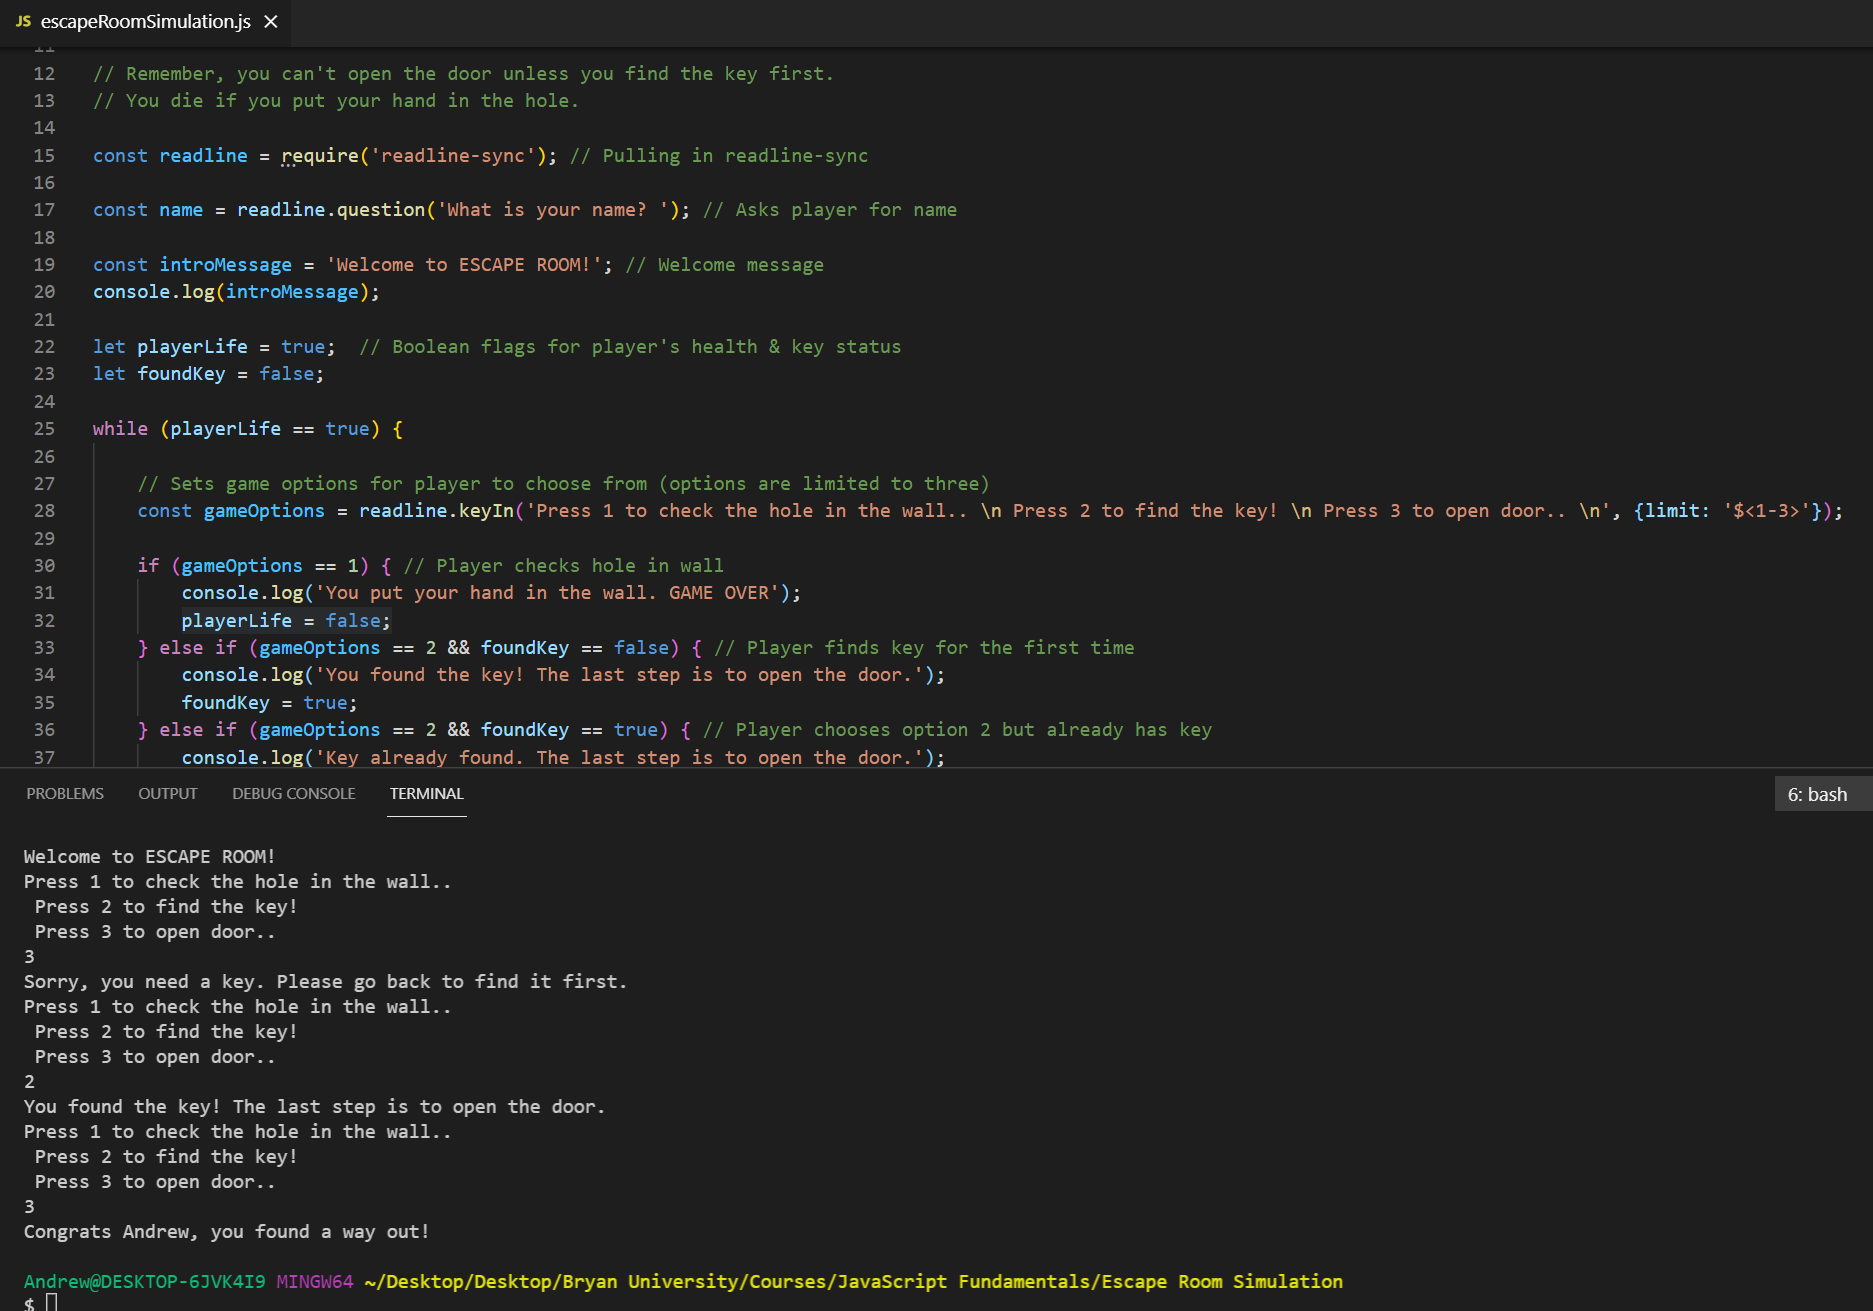 JS escapeRoomSimulation.js ×
11
12 // Remember, you can't open the door unless you find the key first.
13 // You die if you put your hand in the hole.
14
15 const readline = require('readline-sync'); // Pulling in readline-sync
16
17 const name = readline.question('What is your name? '); // Asks player for name
18
19 const introMessage = 'Welcome to ESCAPE ROOM!'; // Welcome message
20 console.log(introMessage);
21
22 let playerLife = true;  // Boolean flags for player's health & key status
23 let foundKey = false;
24
25 while (playerLife == true) {
26
27     // Sets game options for player to choose from (options are limited to three)
28     const gameOptions = readline.keyIn('Press 1 to check the hole in the wall.. \n Press 2 to find the key! \n Press 3 to open door.. \n', {limit: '$<1-3>'});
29
30     if (gameOptions == 1) { // Player checks hole in wall
31         console.log('You put your hand in the wall. GAME OVER');
32         playerLife = false;
33     } else if (gameOptions == 2 && foundKey == false) { // Player finds key for the first time
34         console.log('You found the key! The last step is to open the door.');
35         foundKey = true;
36     } else if (gameOptions == 2 && foundKey == true) { // Player chooses option 2 but already has key
37         console.log('Key already found. The last step is to open the door.');
PROBLEMS OUTPUT DEBUG CONSOLE TERMINAL 6: bash
Welcome to ESCAPE ROOM!
Press 1 to check the hole in the wall..
 Press 2 to find the key!
 Press 3 to open door..
3
Sorry, you need a key. Please go back to find it first.
Press 1 to check the hole in the wall..
 Press 2 to find the key!
 Press 3 to open door..
2
You found the key! The last step is to open the door.
Press 1 to check the hole in the wall..
 Press 2 to find the key!
 Press 3 to open door..
3
Congrats Andrew, you found a way out!
Andrew@DESKTOP-6JVK4I9 MINGW64 ~/Desktop/Desktop/Bryan University/Courses/JavaScript Fundamentals/Escape Room Simulation
$